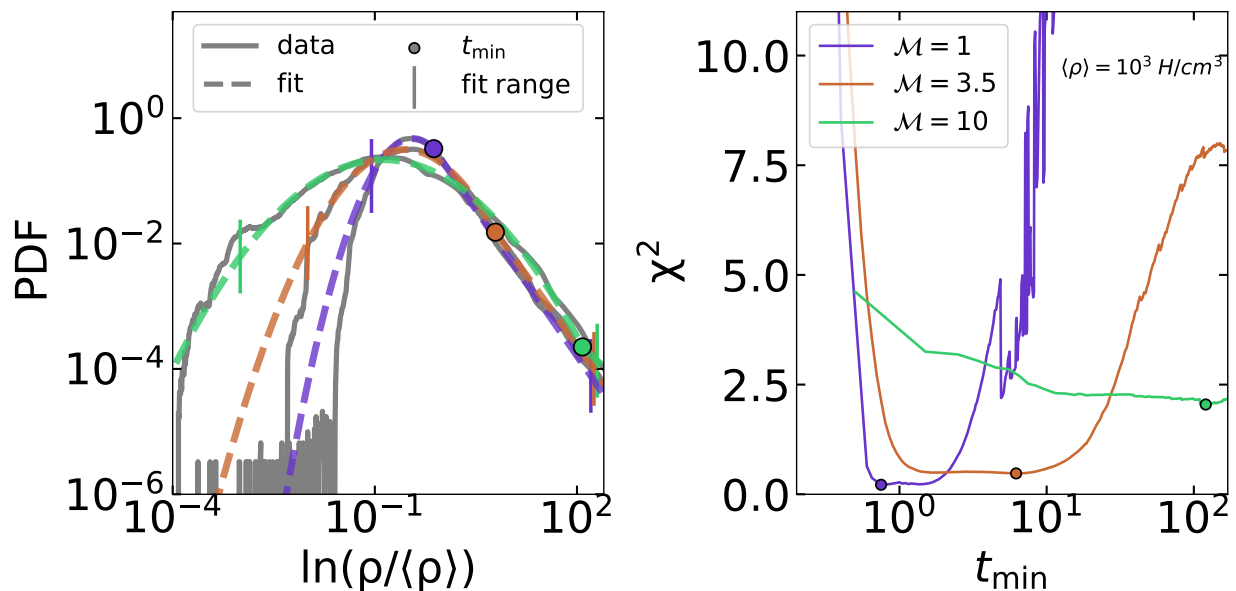 data
fit
t_min
fit range
10^0
10^{-2}
10^{-4}
10^{-6}
PDF
10^{-4}
10^{-1}
10^2
ln(ρ/⟨ρ⟩)
ℳ = 1
ℳ = 3.5
ℳ = 10
⟨ρ⟩ = 10^3 H/cm^3
10.0
7.5
5.0
2.5
0.0
χ^2
10^0
10^1
10^2
t_min